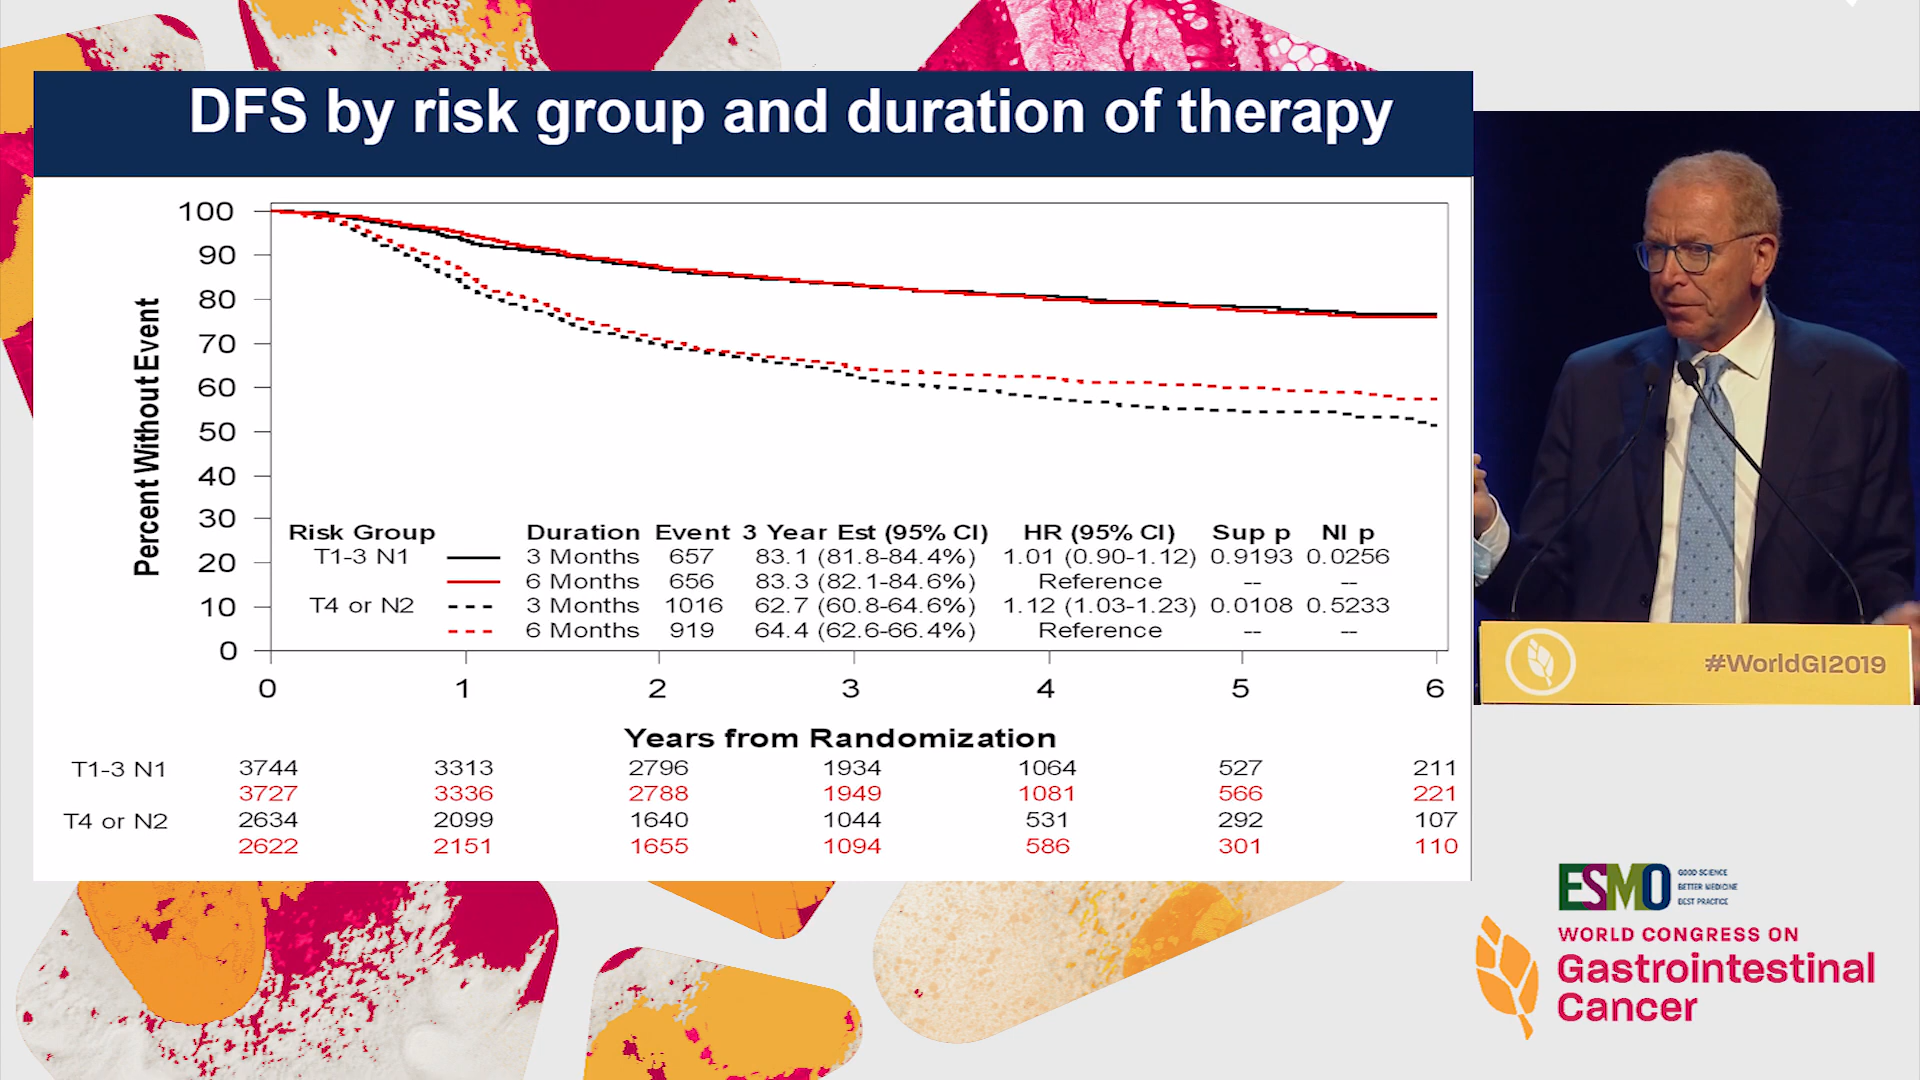 DFS by risk group and duration of therapy
Percent Without Event
100
90
80
70
60
50
40
30
20
10
0
Risk Group Duration Event 3 Year Est (95% CI) HR (95% CI) Sup p NI p
T1-3 N1 3 Months 657 83.1 (81.8-84.4%) 1.01 (0.90-1.12) 0.9193 0.0256
6 Months 656 83.3 (82.1-84.6%) Reference -- --
T4 or N2 3 Months 1016 62.7 (60.8-64.6%) 1.12 (1.03-1.23) 0.0108 0.5233
6 Months 919 64.4 (62.6-66.4%) Reference -- --
0 1 2 3 4 5 6
Years from Randomization
T1-3 N1 3744 3313 2796 1934 1064 527 211
3727 3336 2788 1949 1081 566 221
T4 or N2 2634 2099 1640 1044 531 292 107
2622 2151 1655 1094 586 301 110
#WorldGI2019
ESMO
GOOD SCIENCE
BETTER MEDICINE
BEST PRACTICE
WORLD CONGRESS ON
Gastrointestinal
Cancer